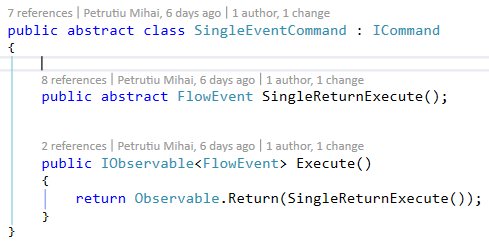 7 references | Petrutiu Mihai, 6 days ago | 1 author, 1 change
public abstract class SingleEventCommand : ICommand
{
8 references | Petrutiu Mihai, 6 days ago | 1 author, 1 change
public abstract FlowEvent SingleReturnExecute();
2 references | Petrutiu Mihai, 6 days ago | 1 author, 1 change
public IObservable<FlowEvent> Execute()
{
return Observable.Return(SingleReturnExecute());
}
}